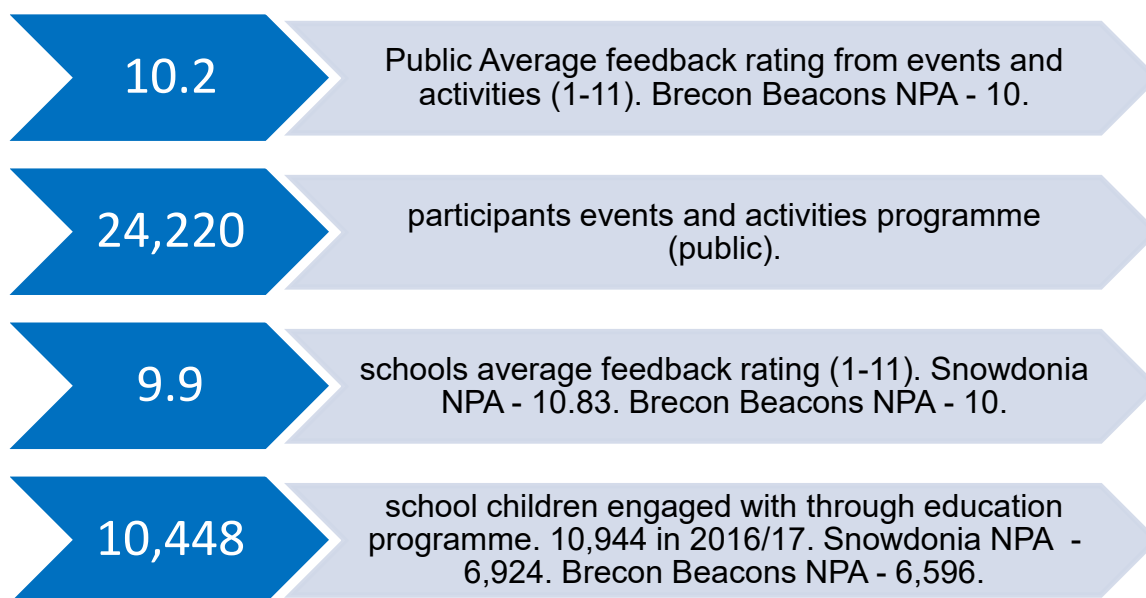 10.2
Public Average feedback rating from events and
activities (1-11). Brecon Beacons NPA - 10.
24,220
participants events and activities programme
(public).
9.9
schools average feedback rating (1-11). Snowdonia
NPA - 10.83. Brecon Beacons NPA - 10.
10,448
school children engaged with through education
programme. 10,944 in 2016/17. Snowdonia NPA  -
6,924. Brecon Beacons NPA - 6,596.